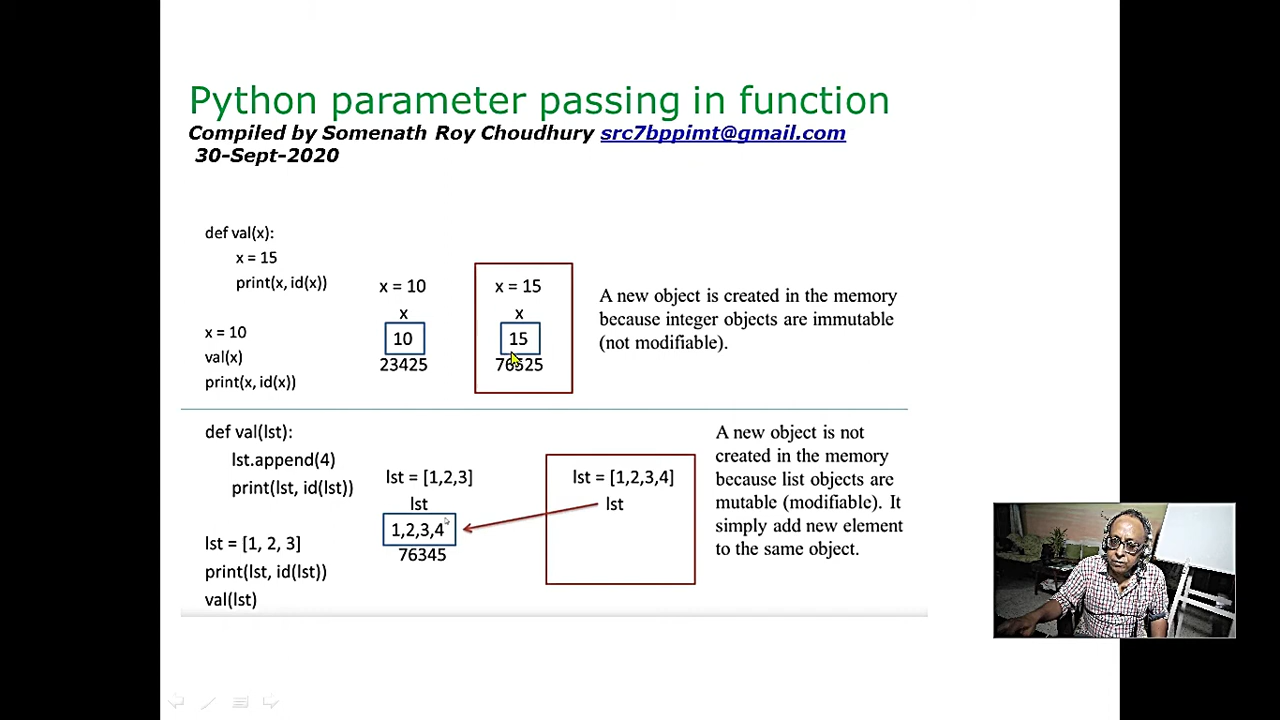 Python parameter passing in function
Compiled by Somenath Roy Choudhury src7bppimt@gmail.com
30-Sept-2020
def val(x):
x = 15
print(x, id(x))
x = 10
val(x)
print(x, id(x))
x = 10
x
10
23425
x = 15
x
15
76525
A new object is created in the memory
because integer objects are immutable
(not modifiable).
def val(lst):
lst.append(4)
print(lst, id(lst))
lst = [1, 2, 3]
print(lst, id(lst))
val(lst)
lst = [1,2,3]
lst
1,2,3,4
76345
lst = [1,2,3,4]
lst
A new object is not
created in the memory
because list objects are
mutable (modifiable). It
simply add new element
to the same object.